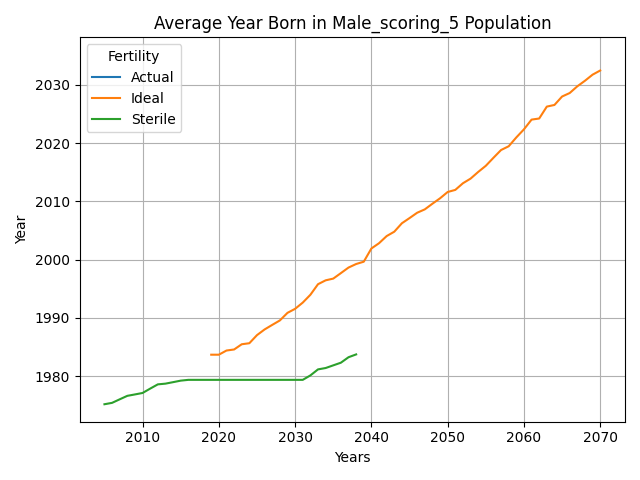 Average Year Born in Male_scoring_5 Population
Fertility
Actual
Ideal
Sterile
2030
2020
2010
2000
1990
1980
Year
2010 2020 2030 2040 2050 2060 2070
Years